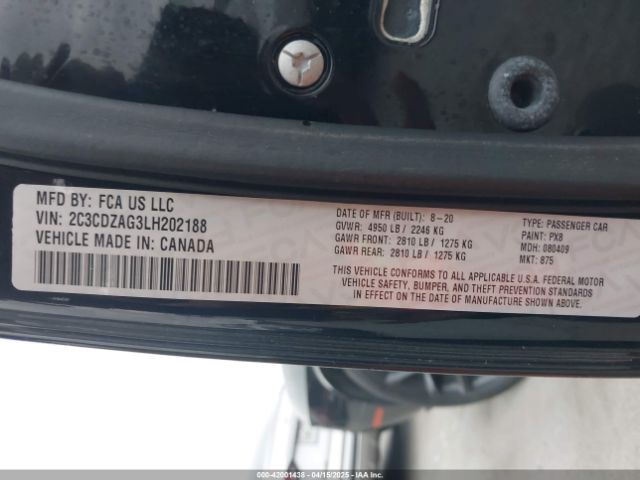 MFD BY: FCA US LLC
VIN: 2C3CDZAG3LH202188
VEHICLE MADE IN: CANADA
DATE OF MFR (BUILT): 8-20
GVWR: 4950 LB / 2246 KG
GAWR FRONT: 2810 LB / 1275 KG
GAWR REAR: 2810 LB / 1275 KG
TYPE: PASSENGER CAR
PAINT: PX8
MDH: 080409
MKT: 875
THIS VEHICLE CONFORMS TO ALL APPLICABLE U.S.A. FEDERAL MOTOR
VEHICLE SAFETY, BUMPER, AND THEFT PREVENTION STANDARDS
IN EFFECT ON THE DATE OF MANUFACTURE SHOWN ABOVE.
000-42001438 - 04/15/2025 - IAAI.COM